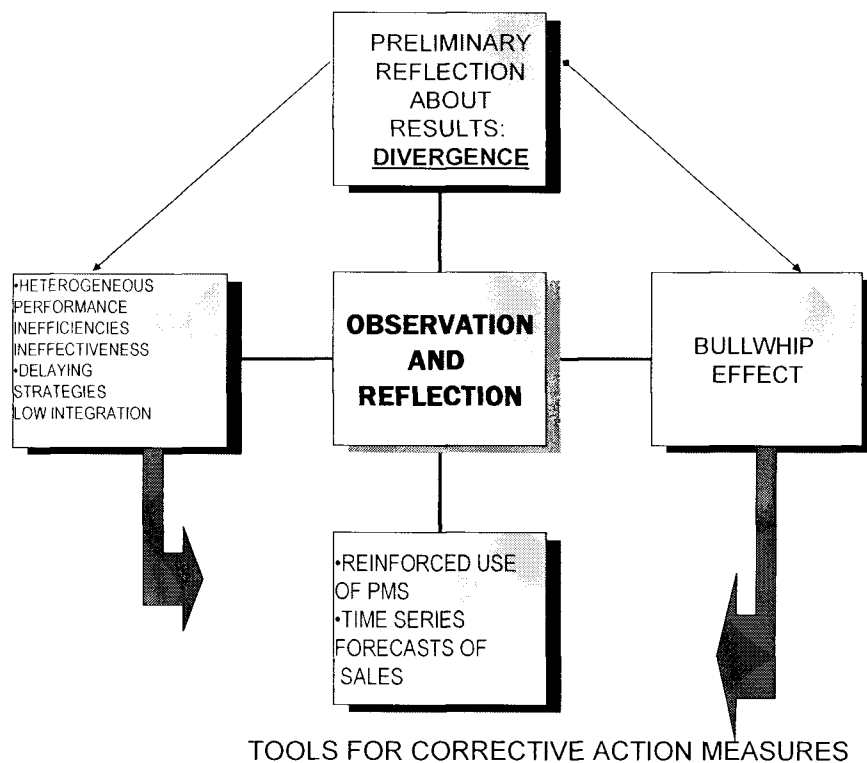 PRELIMINARY
REFLECTION
ABOUT
RESULTS:
DIVERGENCE
•HETEROGENEOUS
PERFORMANCE
INEFFICIENCIES
INEFFECTIVENESS
•DELAYING
STRATEGIES
LOW INTEGRATION
OBSERVATION
AND
REFLECTION
BULLWHIP
EFFECT
•REINFORCED USE
OF PMS
•TIME SERIES
FORECASTS OF
SALES
TOOLS FOR CORRECTIVE ACTION MEASURES